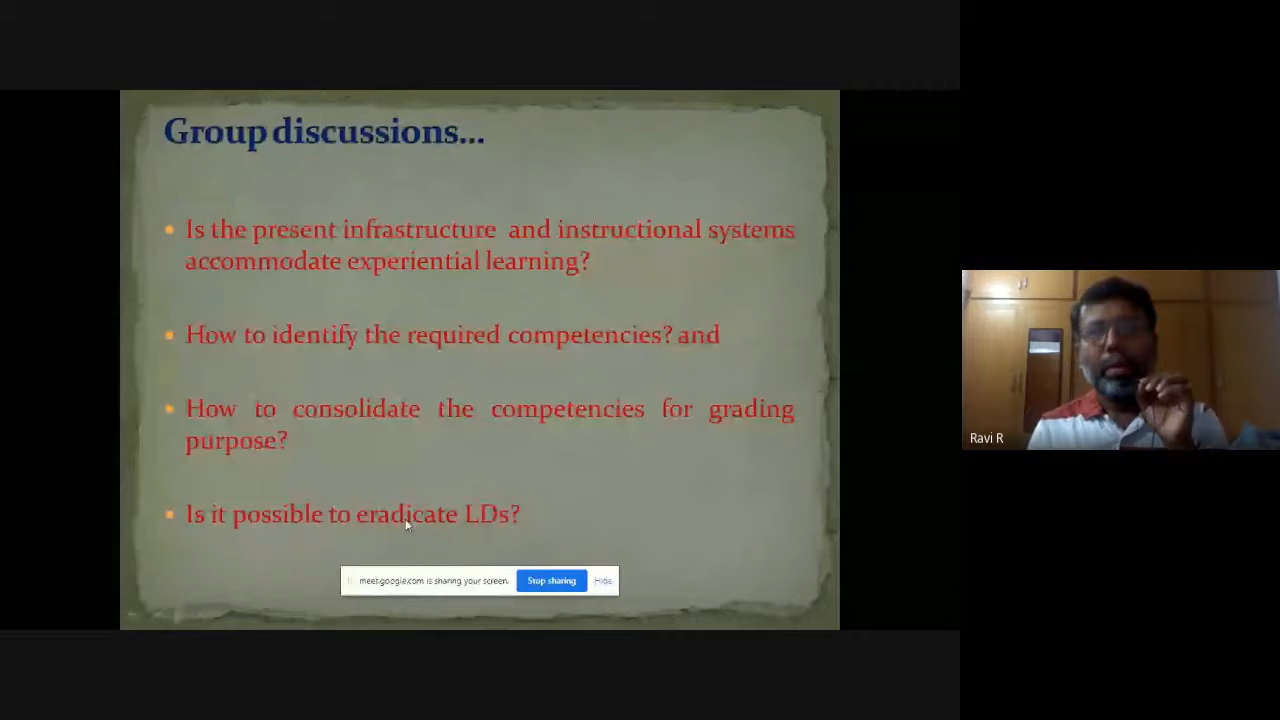 Group discussions...
• Is the present infrastructure and instructional systems
accommodate experiential learning?
• How to identify the required competencies? and
• How to consolidate the competencies for grading
purpose?
• Is it possible to eradicate LDs?
meet.google.com is sharing your screen.
Stop sharing
Hide
Ravi R